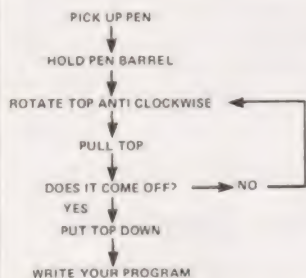 PICK UP PEN
HOLD PEN BARREL
ROTATE TOP ANTI CLOCKWISE
PULL TOP
DOES IT COME OFF? NO
YES
PUT TOP DOWN
WRITE YOUR PROGRAM